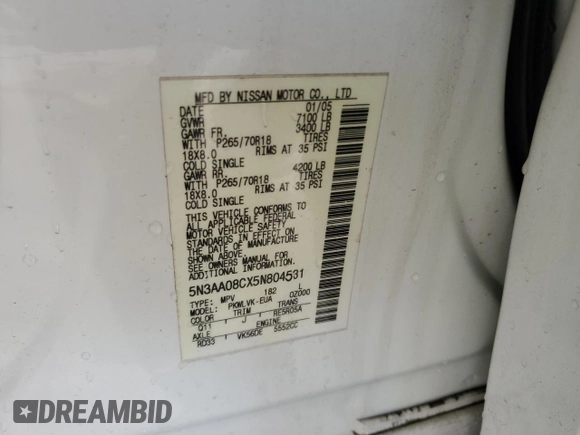 MFD BY NISSAN MOTOR CO., LTD
DATE 01/05
GVWR 7100 LB
GAWR FR. 3400 LB
WITH P265/70R18 TIRES
18X8.0 RIMS AT 35 PSI
COLD SINGLE
GAWR RR. 4200 LB
WITH P265/70R18 TIRES
18X8.0 RIMS AT 35 PSI
COLD SINGLE
THIS VEHICLE CONFORMS TO
ALL APPLICABLE FEDERAL
MOTOR VEHICLE SAFETY
STANDARDS IN EFFECT ON
THE DATE OF MANUFACTURE
SHOWN ABOVE
SEE OWNERS MANUAL FOR
ADDITIONAL INFORMATION.
5N3AA08CX5N804531
TYPE: MPV 182 L
MODEL: PKWLVK-EUA 0Z000
COLOR TRIM TRANS
Q11 J RE5R05A
AXLE ENGINE
RD33 VK56DE 5552CC
DREAMBID